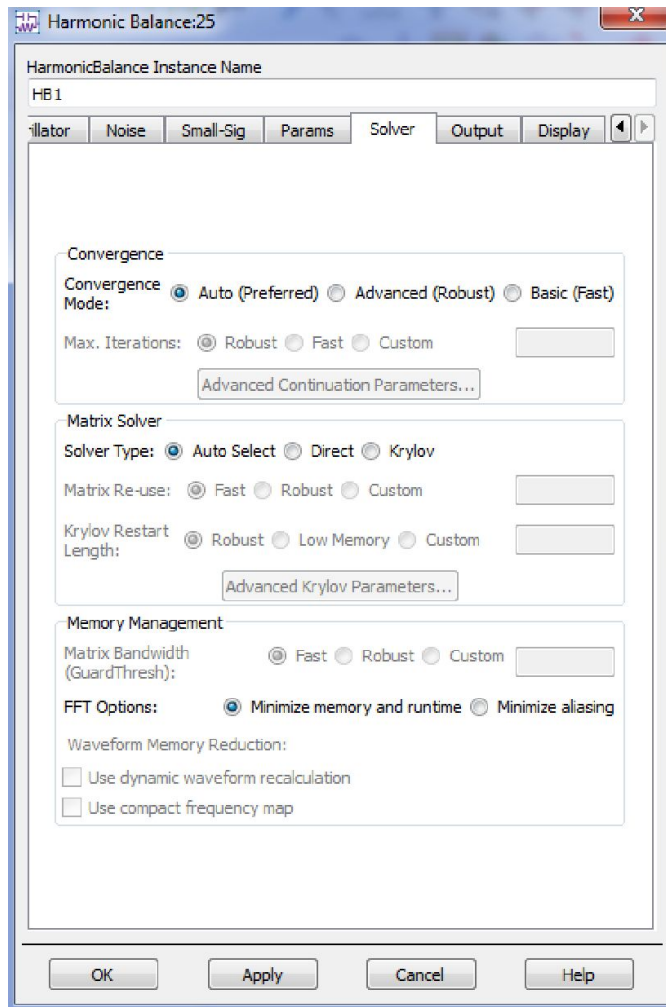 Harmonic Balance:25
X
HarmonicBalance Instance Name
HB1
illator Noise Small-Sig Params Solver Output Display
Convergence
Convergence Mode: Auto (Preferred) Advanced (Robust) Basic (Fast)
Max. Iterations: Robust Fast Custom
Advanced Continuation Parameters...
Matrix Solver
Solver Type: Auto Select Direct Krylov
Matrix Re-use: Fast Robust Custom
Krylov Restart
Length: Robust Low Memory Custom
Advanced Krylov Parameters...
Memory Management
Matrix Bandwidth
(GuardThresh): Fast Robust Custom
FFT Options: Minimize memory and runtime Minimize aliasing
Waveform Memory Reduction:
Use dynamic waveform recalculation
Use compact frequency map
OK Apply Cancel Help